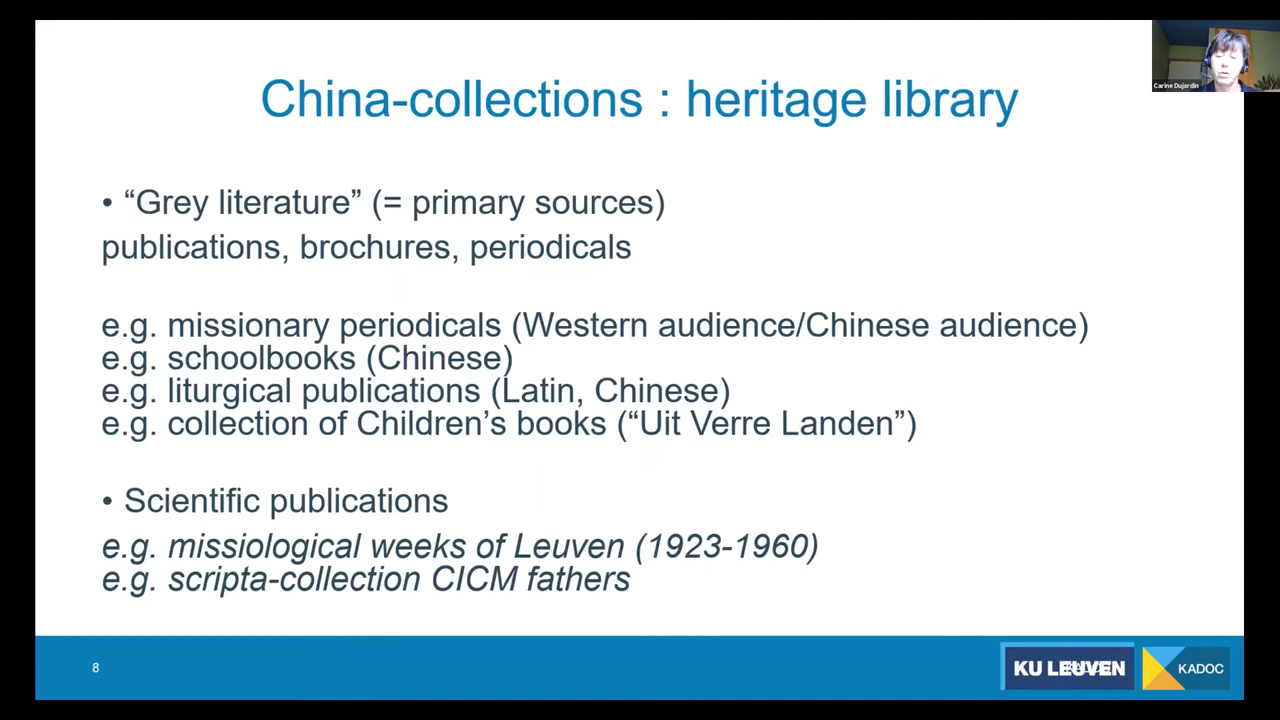 Carine Dujardin
China-collections : heritage library
• “Grey literature” (= primary sources)
publications, brochures, periodicals
e.g. missionary periodicals (Western audience/Chinese audience)
e.g. schoolbooks (Chinese)
e.g. liturgical publications (Latin, Chinese)
e.g. collection of Children’s books (“Uit Verre Landen”)
• Scientific publications
e.g. missiological weeks of Leuven (1923-1960)
e.g. scripta-collection CICM fathers
8
KU LEUVEN
KADOC